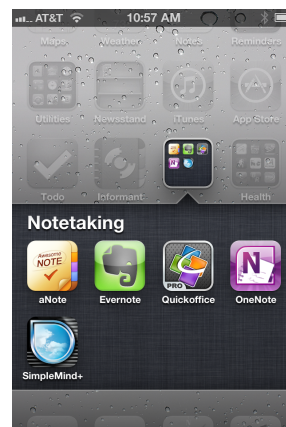 AT&T 10:57 AM
Maps Weather Notes Reminders
Utilities Newsstand iTunes App Store
Todo Informant Health
Notetaking
Awesome
NOTE
N
PRO
aNote Evernote Quickoffice OneNote
SimpleMind+